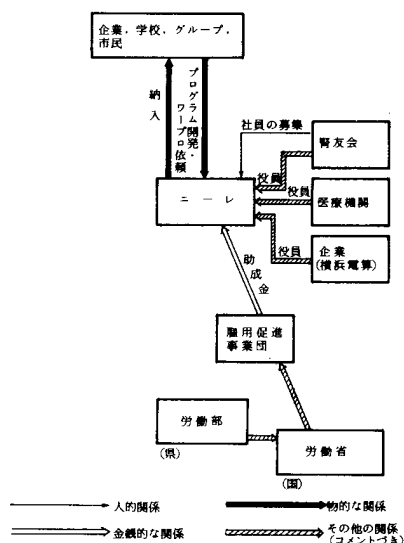 企業，学校，グループ，
市民
納入
プログラム開発・
ワープロ依頼
社員の募集
腎友会
役員
役員
医療機関
ニーレ
役員
企業
(横浜電算)
助成金
雇用促進
事業団
労働部
(県)
労働省
(国)
人的関係
物的な関係
金銭的な関係
その他の関係
(コメントづき)